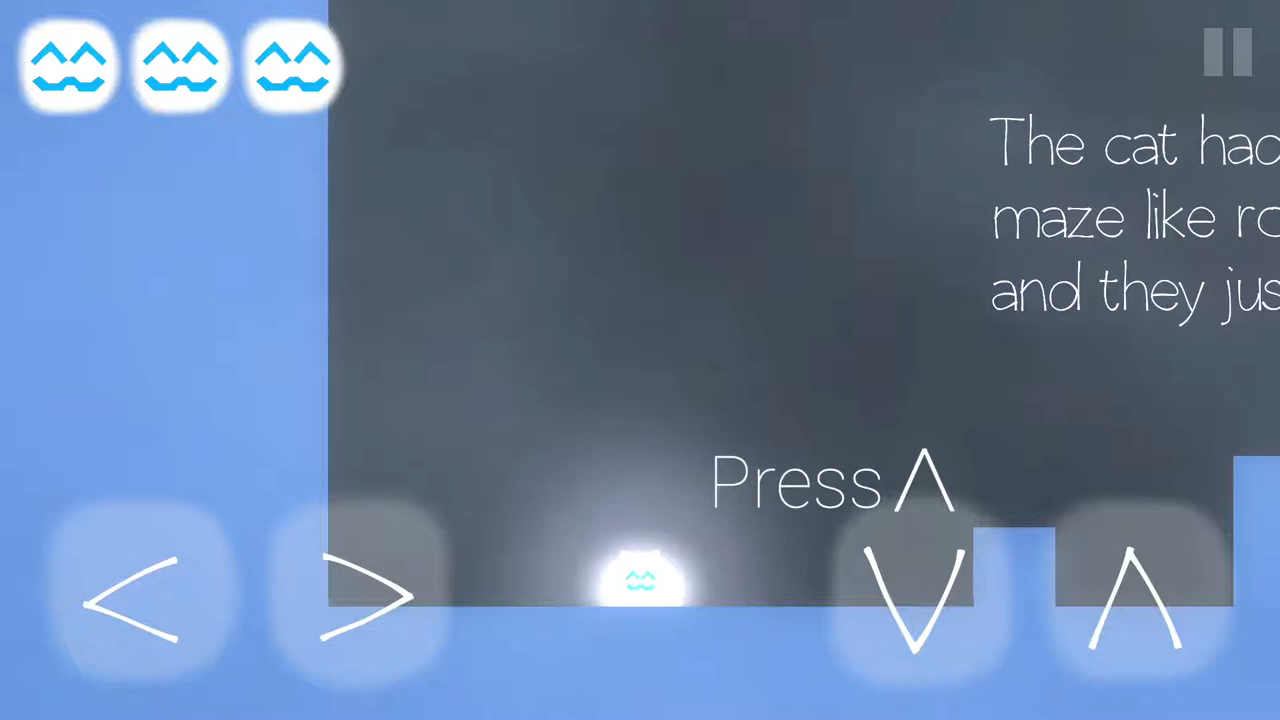 The cat had
maze like
and they
Press ^
< > V ^